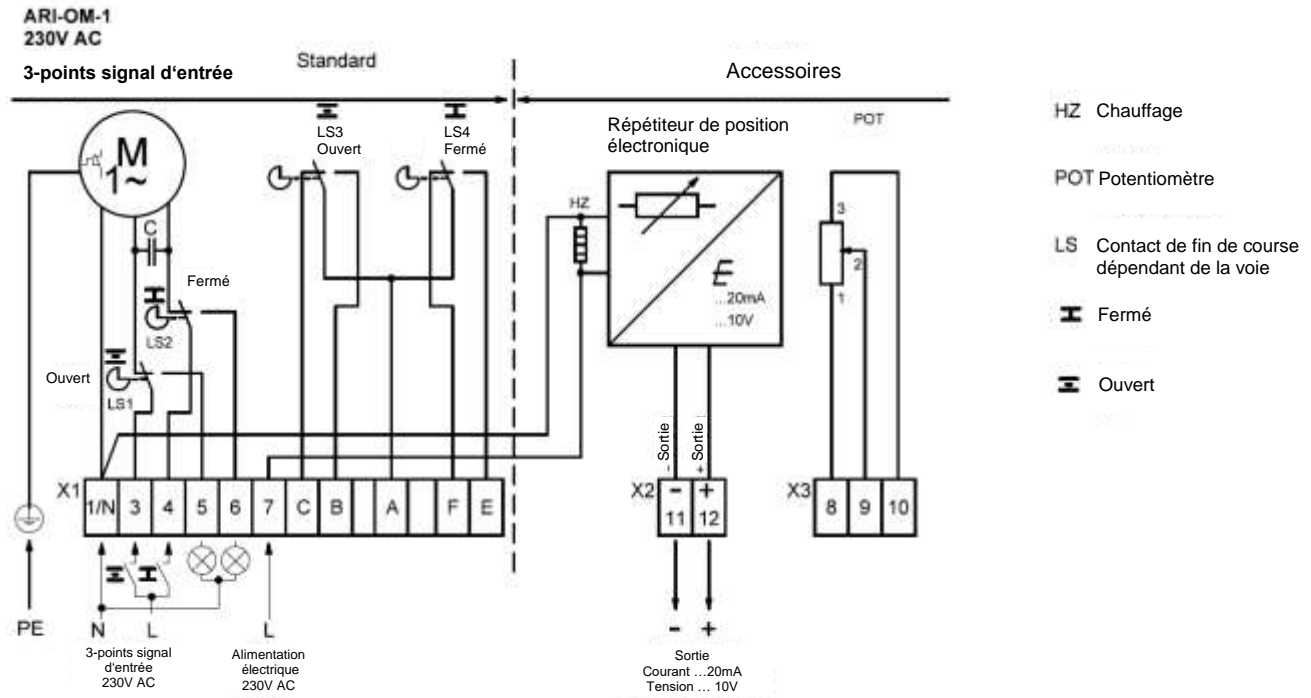 ARI-OM-1
230V AC
3-points signal d'entrée
Standard
Accessoires
M
1~
C
Fermé
LS2
Ouvert
LS1
LS3
Ouvert
LS4
Fermé
Répétiteur de position
électronique
HZ
E
...20mA
...10V
POT
3
2
1
HZ Chauffage
POT Potentiomètre
LS Contact de fin de course
dépendant de la voie
Fermé
Ouvert
- Sortie
+ Sortie
X1
1/N 3 4 5 6 7 C B A F E
X2
- +
11 12
X3
8 9 10
PE
N L
3-points signal
d'entrée
230V AC
L
Alimentation
électrique
230V AC
- +
Sortie
Courant …20mA
Tension … 10V